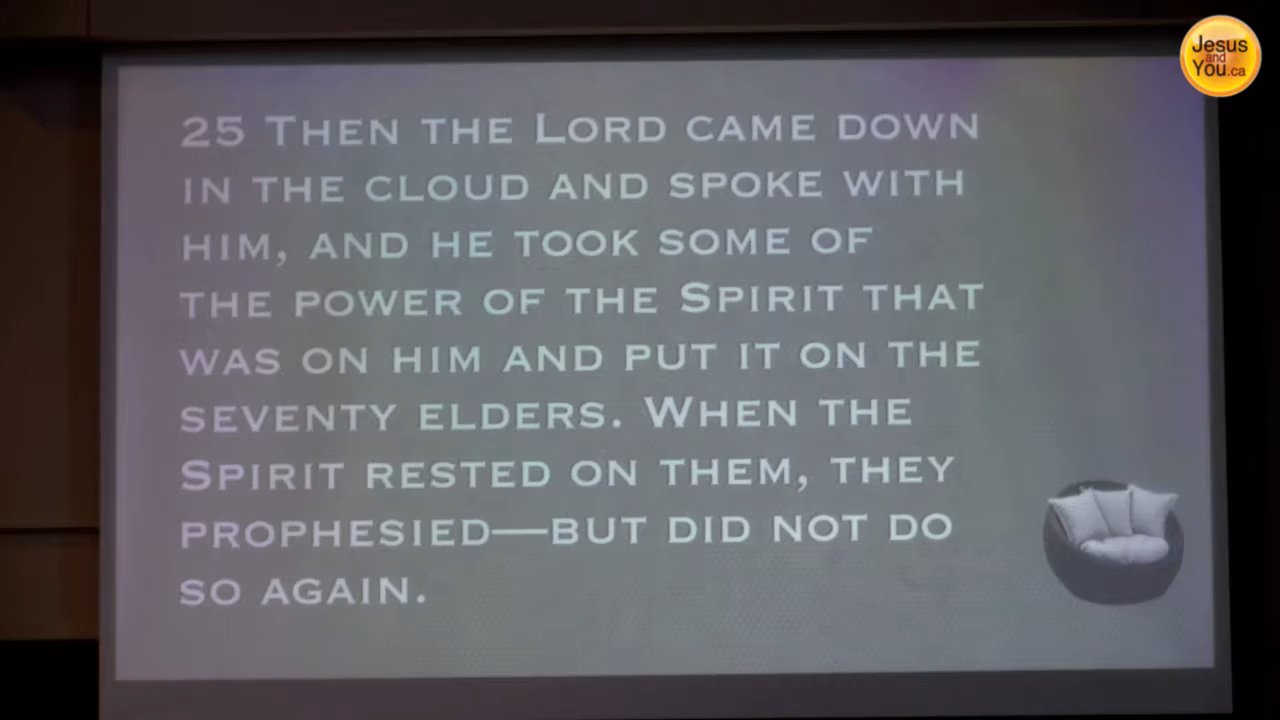 25 Then the Lord came down
in the cloud and spoke with
him, and he took some of
the power of the Spirit that
was on him and put it on the
seventy elders. When the
Spirit rested on them, they
prophesied—but did not do
so again.
Jesus
and
You.ca